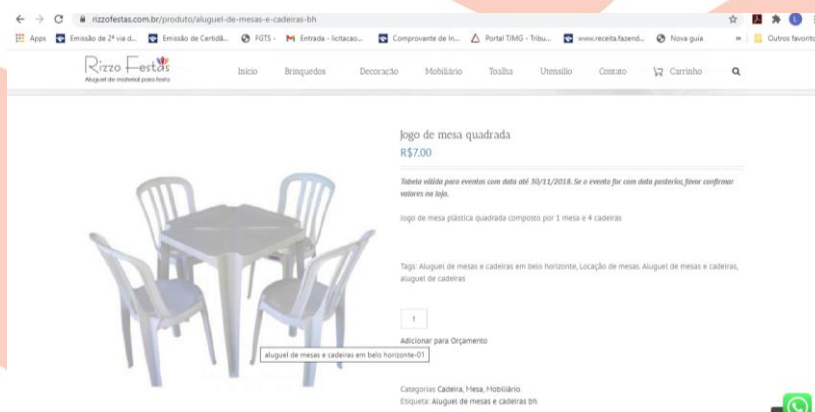 rizzofestas.com.br/produto/aluguel-de-mesas-e-cadeiras-bh
Apps Emissão de 2ª via d... Emissão de Certidã... FGTS - Entrada - licitacao... Comprovante de In... Portal TJMG - Tribu... www.receita.fazend... Nova guia » Outros favoritos
Rizzo Festas
Aluguel de material para festa
Início Brinquedos Decoração Mobiliário Toalha Utensílio Contato Carrinho
Jogo de mesa quadrada
R$7,00
Tabela válida para eventos com data até 30/11/2018. Se o evento for com data posterior, favor confirmar
valores na loja.
Jogo de mesa plástica quadrada composto por 1 mesa e 4 cadeiras
Tags: Aluguel de mesas e cadeiras em belo horizonte, Locação de mesas. Aluguel de mesas e cadeiras,
aluguel de cadeiras
1
Adicionar para Orçamento
aluguel de mesas e cadeiras em belo horizonte-01
Categorias Cadeira, Mesa, Mobiliário.
Etiqueta: Aluguel de mesas e cadeiras bh.